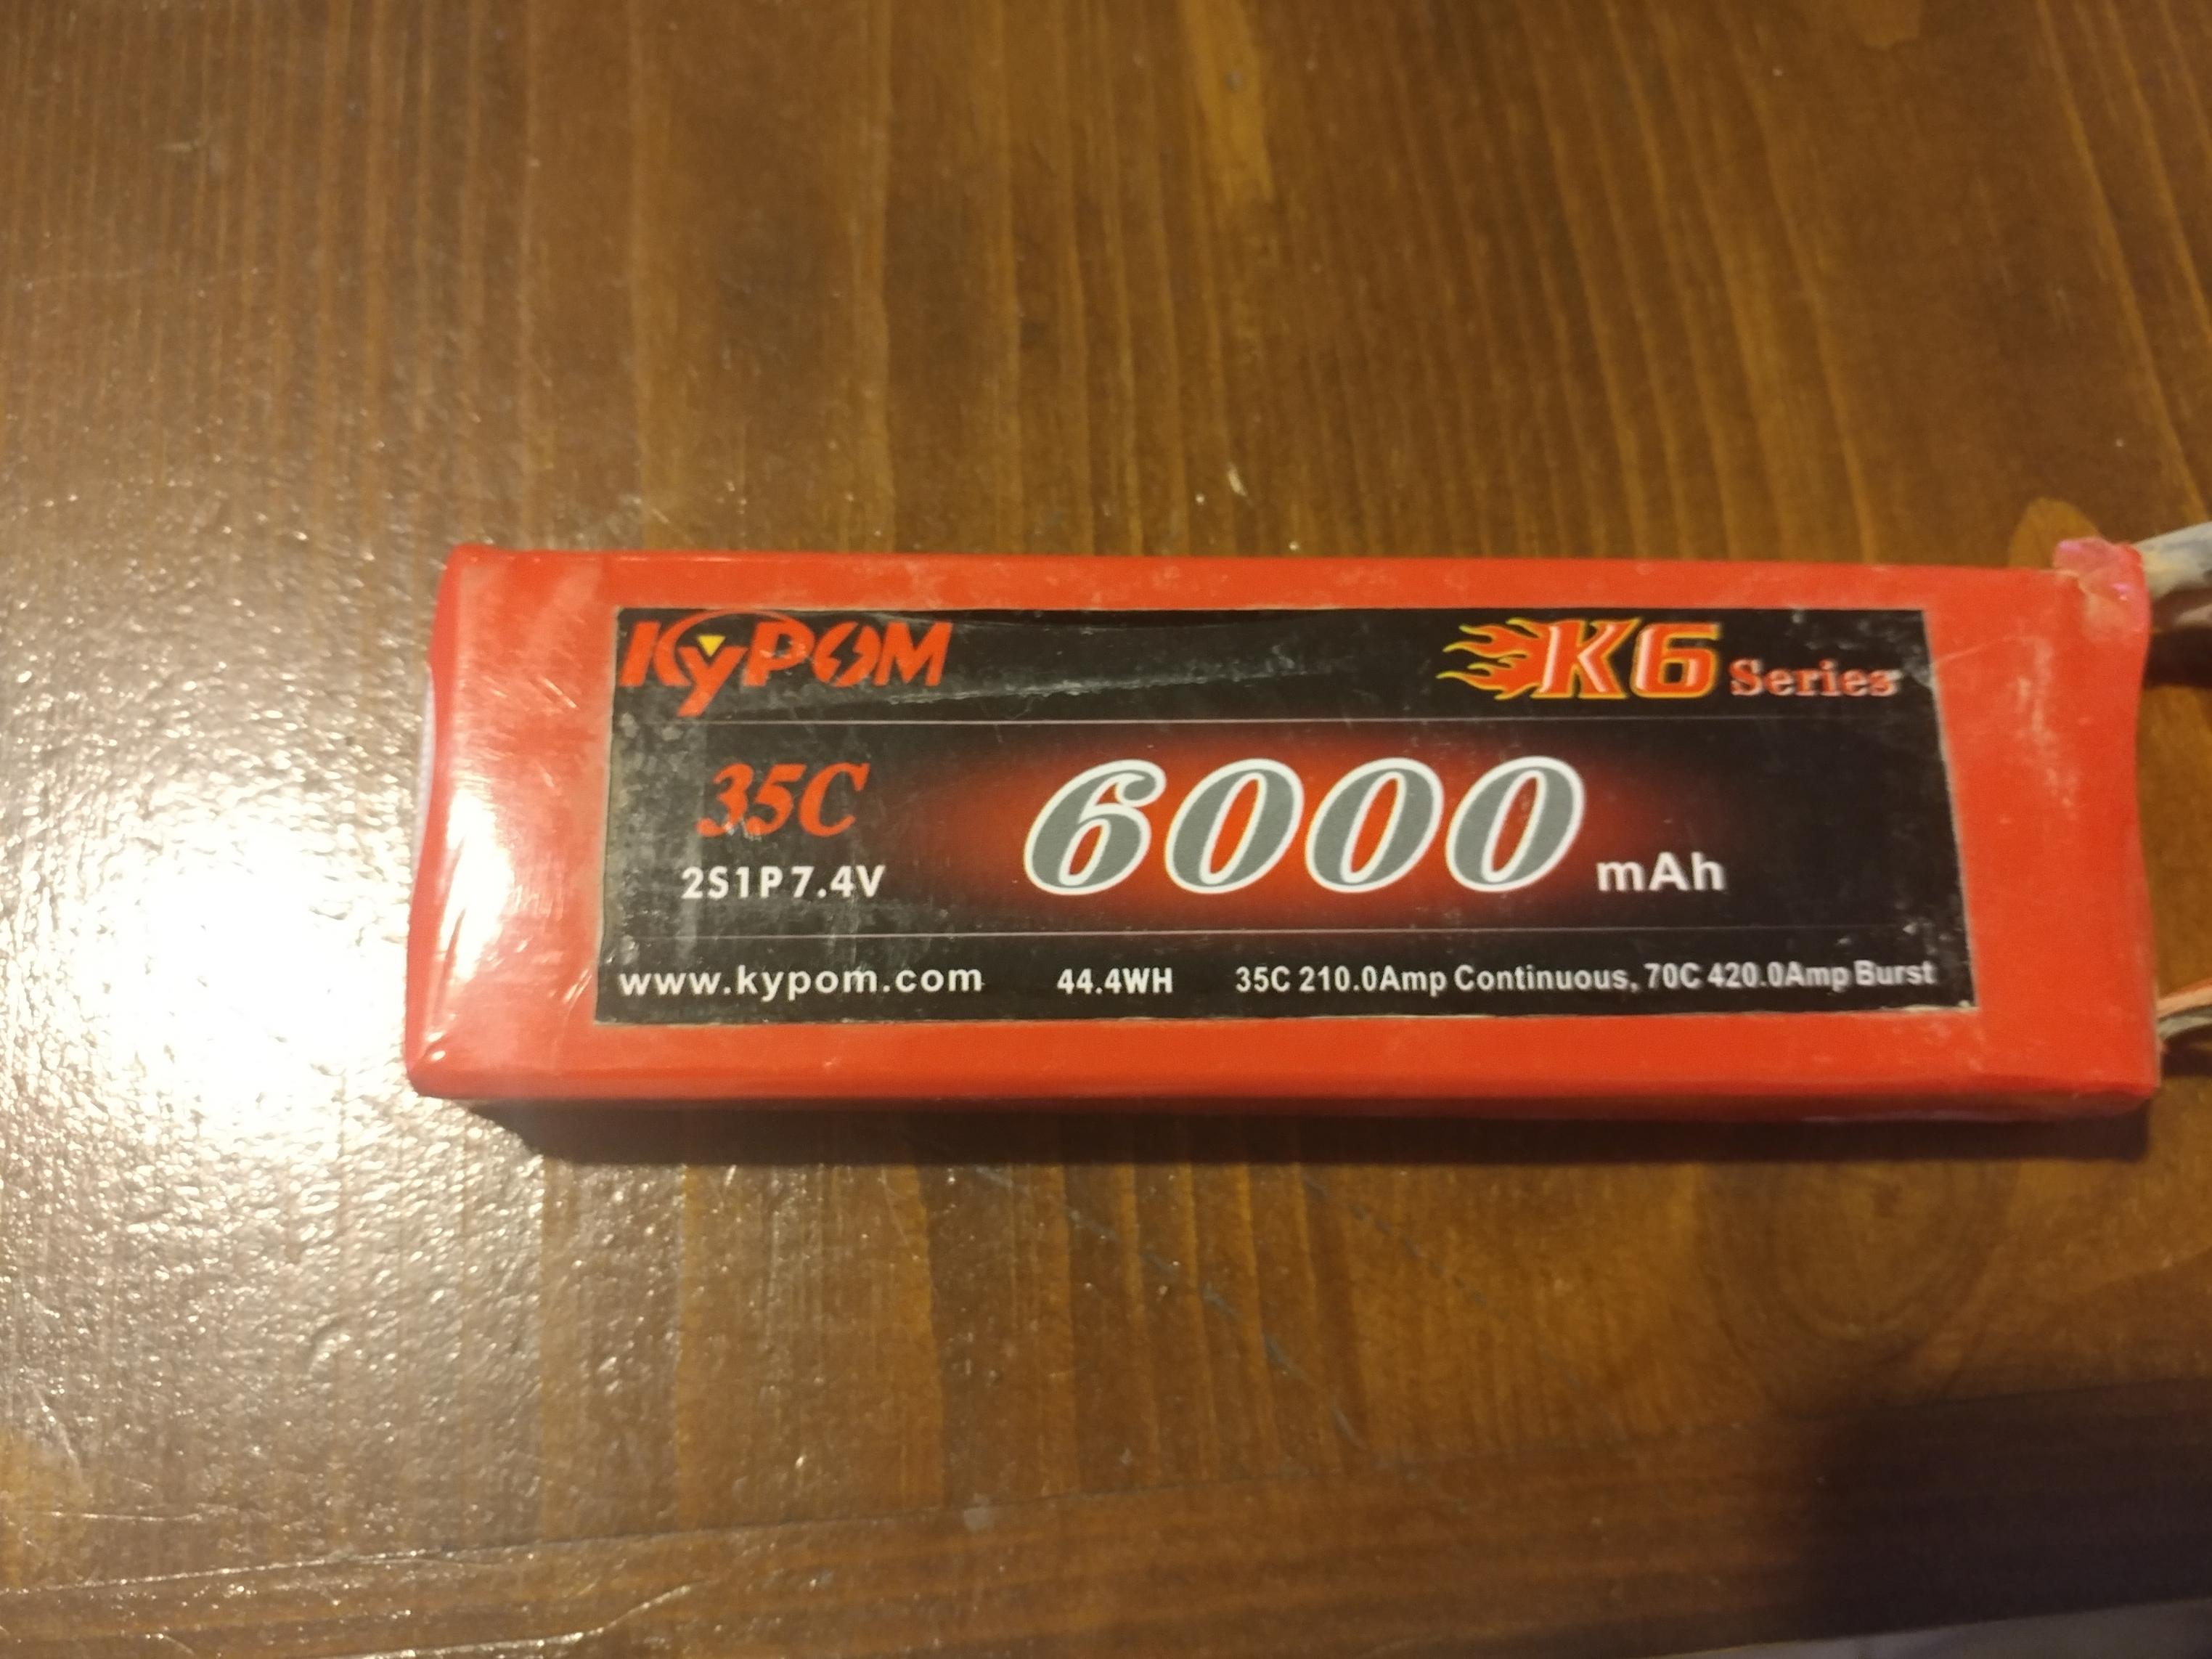 KyPOM K6 Series
35C 6000 mAh
2S1P 7.4V
www.kypom.com 44.4WH 35C 210.0Amp Continuous, 70C 420.0Amp Burst